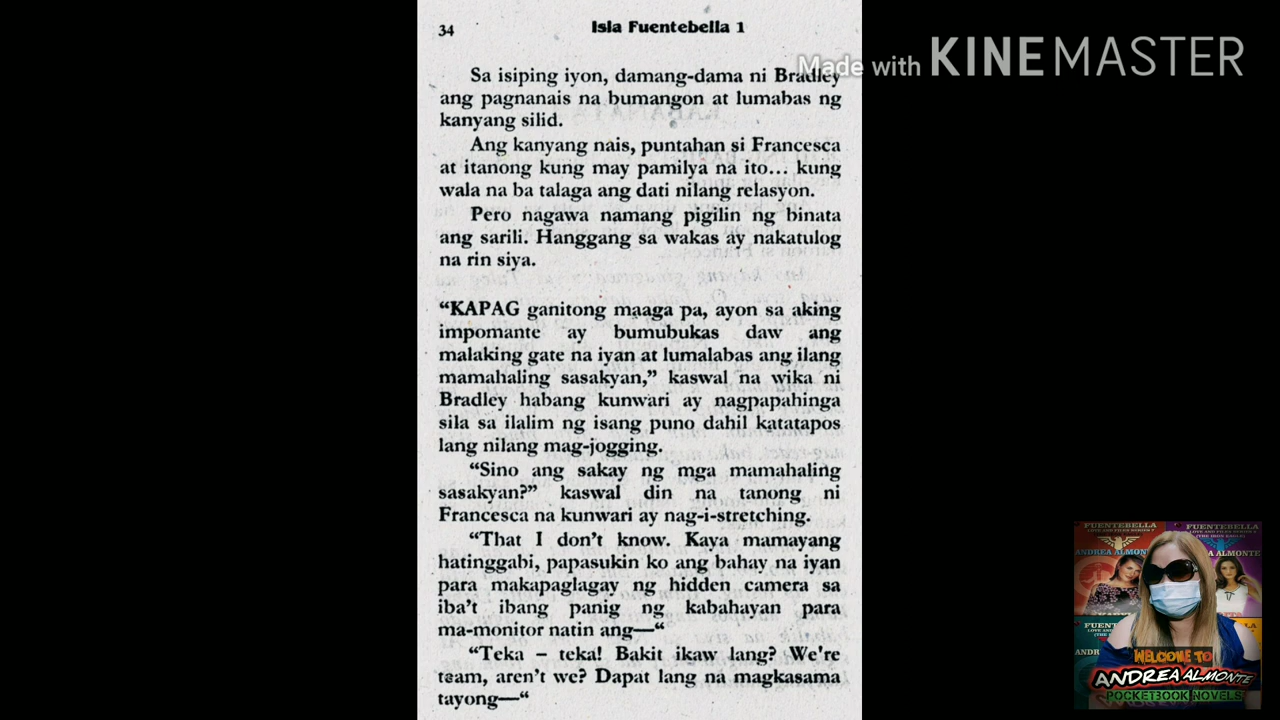 34
Isla Fuentebella 1
Made with KINEMASTER
Sa isiping iyon, damang-dama ni Bradley
ang pagnanais na bumangon at lumabas ng
kanyang silid.
Ang kanyang nais, puntahan si Francesca
at itanong kung may pamilya na ito... kung
wala na ba talaga ang dati nilang relasyon.
Pero nagawa namang pigilin ng binata
ang sarili. Hanggang sa wakas ay nakatulog
na rin siya.
“KAPAG ganitong maaga pa, ayon sa aking
impomante ay bumubukas daw ang
malaking gate na iyan at lumalabas ang ilang
mamahaling sasakyan,” kaswal na wika ni
Bradley habang kunwari ay nagpapahinga
sila sa ilalim ng isang puno dahil katatapos
lang nilang mag-jogging.
“Sino ang sakay ng mga mamahaling
sasakyan?” kaswal din na tanong ni
Francesca na kunwari ay nag-i-stretching.
“That I don’t know. Kaya mamayang
hatinggabi, papasukin ko ang bahay na iyan
para makapaglagay ng hidden camera sa
iba’t ibang panig ng kabahayan para
ma-monitor natin ang—“
“Teka – teka! Bakit ikaw lang? We're
team, aren’t we? Dapat lang na magkasama
tayong—“
FUENTEBELLA
FUENTEBELLA
ANDREA ALMON
ALMONTE
WELCOME TO
ANDREA ALMONTE
POCKETBOOK NOVELS